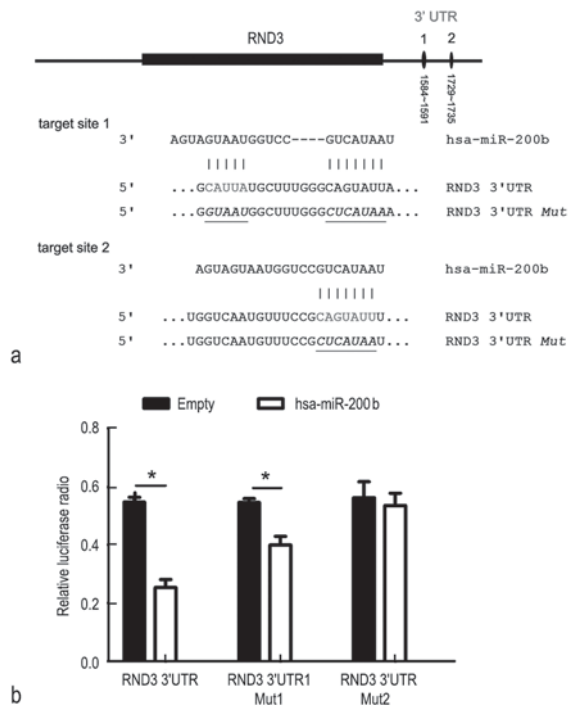 3' UTR
RND3 1 2
1584~1591
1729~1735
target site 1
3' AGUAGUAAUGGUCC----GUCAUAAU hsa-miR-200b
5' ...GCAUUAUGCUUUGGGCAGUAUUA... RND3 3'UTR
5' ...GGUAAUGGCUUUGGGCUCAUAAA... RND3 3'UTR Mut
target site 2
3' AGUAGUAAUGGUCCGUCAUAAU hsa-miR-200b
5' ...UGGUCAAUGUUUCCGCAGUAUUU... RND3 3'UTR
5' ...UGGUCAAUGUUUCCGCUCAUAAU... RND3 3'UTR Mut
a
Empty hsa-miR-200b
Relative luciferase radio
0.8
0.6
0.4
0.2
0.0
* *
RND3 3'UTR RND3 3'UTR1 RND3 3'UTR
Mut1 Mut2
b